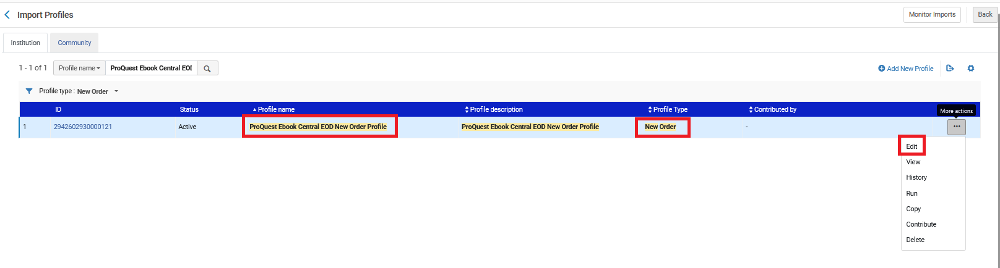 Import Profiles
Monitor Imports
Back
Institution
Community
1 - 1 of 1
Profile name
ProQuest Ebook Central EOD
Add New Profile
Profile type : New Order
ID
Status
Profile name
Profile description
Profile Type
Contributed by
More actions
1
2942602930000121
Active
ProQuest Ebook Central EOD New Order Profile
ProQuest Ebook Central EOD New Order Profile
New Order
-
Edit
View
History
Run
Copy
Contribute
Delete